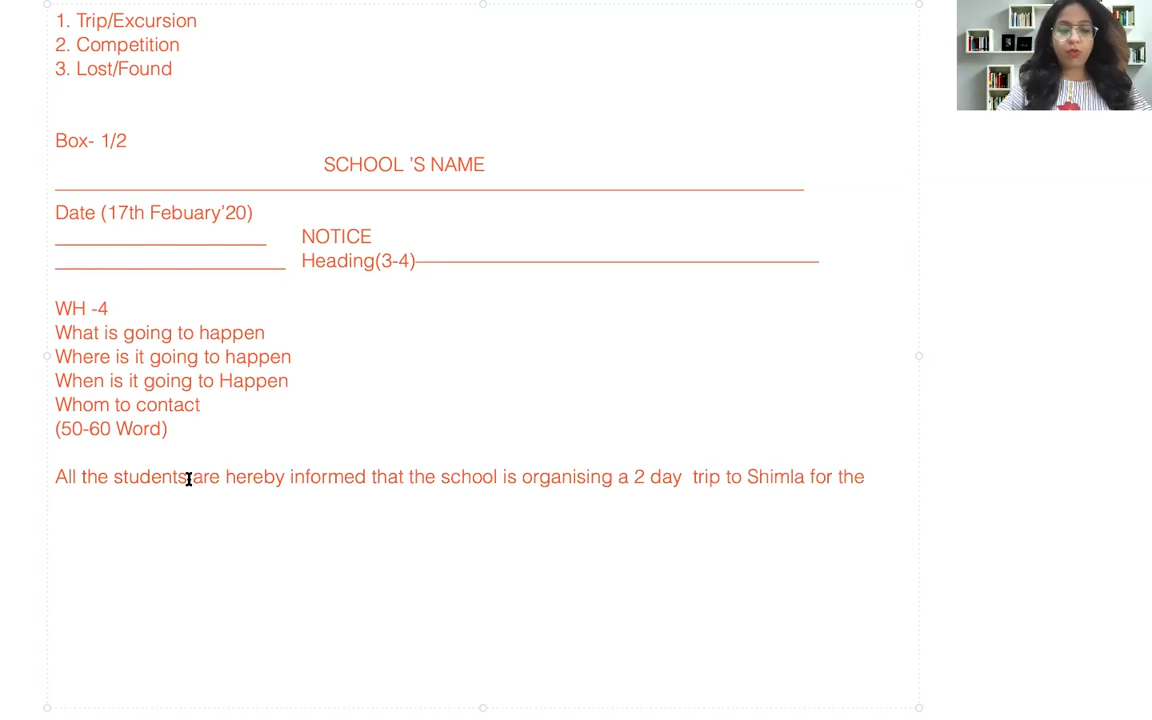 1. Trip/Excursion
2. Competition
3. Lost/Found
Box- 1/2
SCHOOL 'S NAME
Date (17th Febuary'20)
NOTICE
Heading(3-4)
WH -4
What is going to happen
Where is it going to happen
When is it going to Happen
Whom to contact
(50-60 Word)
All the students are hereby informed that the school is organising a 2 day trip to Shimla for the